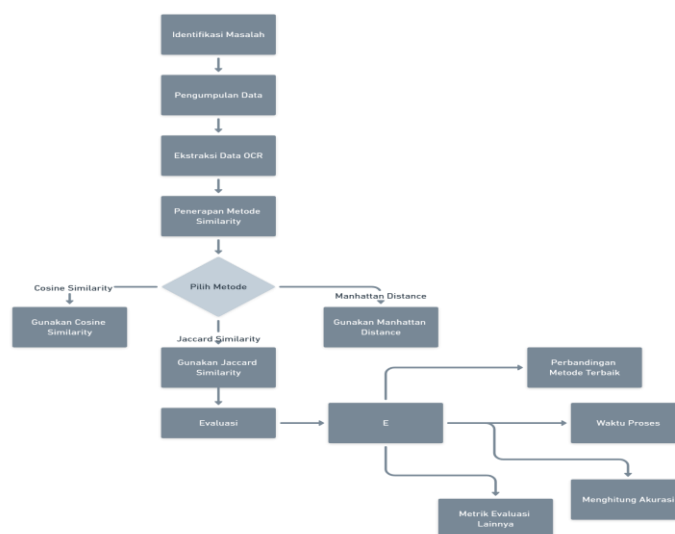 Identifikasi Masalah
Pengumpulan Data
Ekstraksi Data OCR
Penerapan Metode
Similarity
Pilih Metode
Cosine Similarity
Manhattan Distance
Gunakan Cosine
Similarity
Gunakan Manhattan
Distance
Jaccard Similarity
Gunakan Jaccard
Similarity
Perbandingan
Metode Terbaik
Evaluasi
E
Waktu Proses
Menghitung Akurasi
Metrik Evaluasi
Lainnya